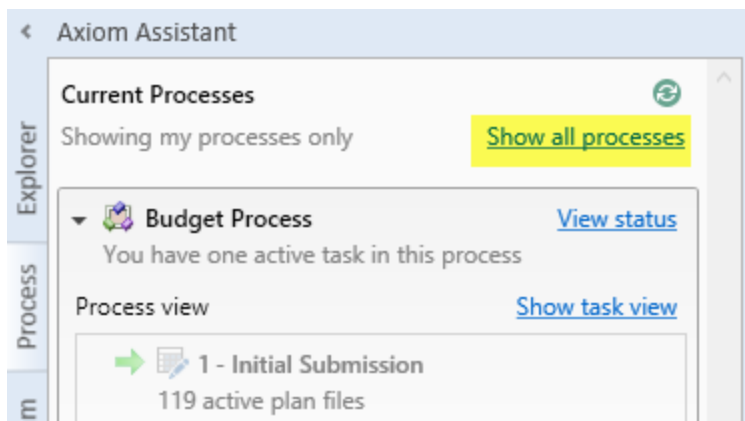 Axiom Assistant
Current Processes
Showing my processes only
Show all processes
Budget Process
View status
You have one active task in this process
Process view
Show task view
1 - Initial Submission
119 active plan files
Explorer
Process